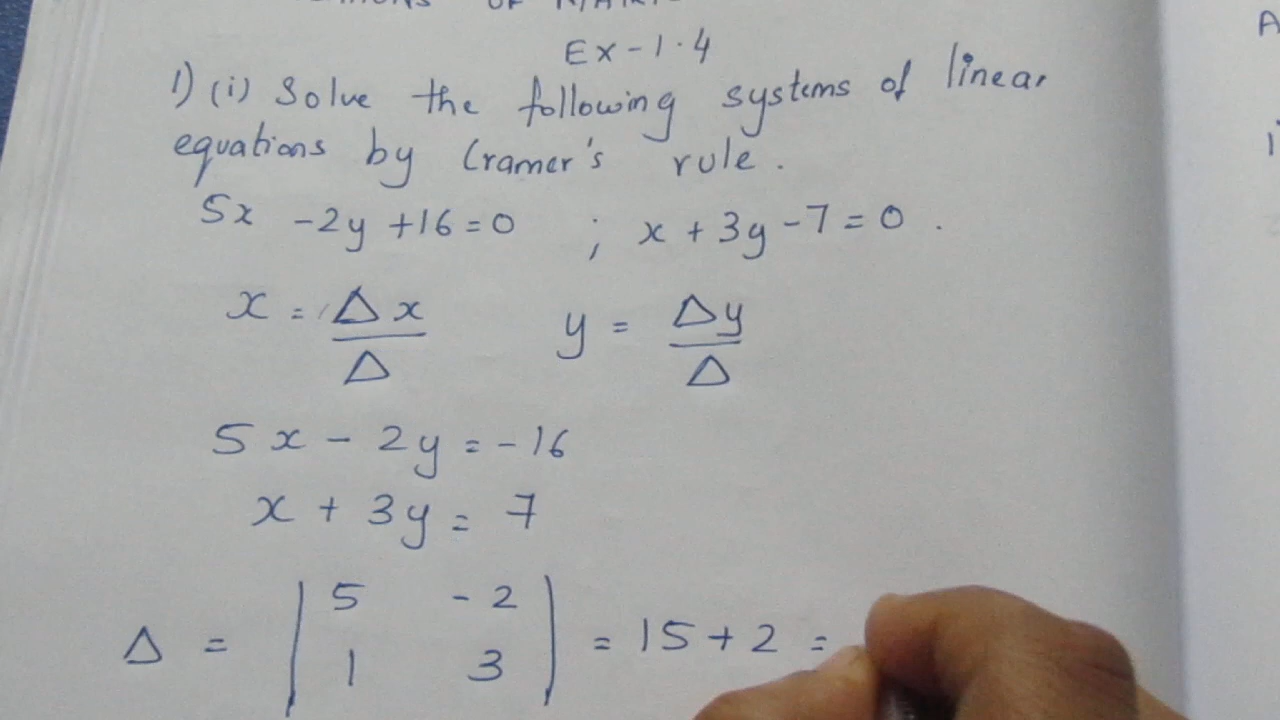 OF
Ex-1.4
1) (i) Solve the following systems of linear
equations by Cramer's rule.
5x -2y +16=0 ; x + 3y -7=0.
x = Δx/Δ y = Δy/Δ
5x - 2y = -16
x + 3y = 7
Δ = | 5 -2 | = 15+2 =
| 1 3 |
A